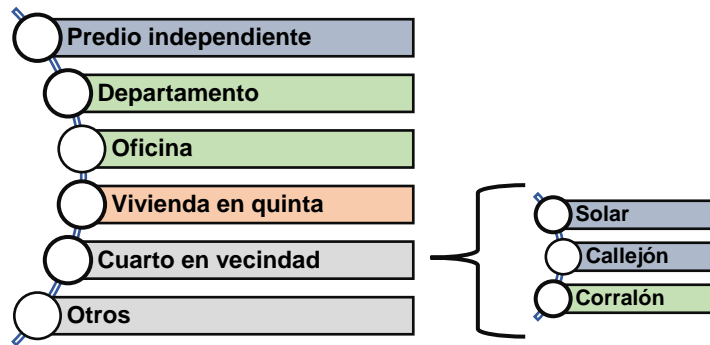 Predio independiente
Departamento
Oficina
Vivienda en quinta
Cuarto en vecindad
Otros
Solar
Callejón
Corralón